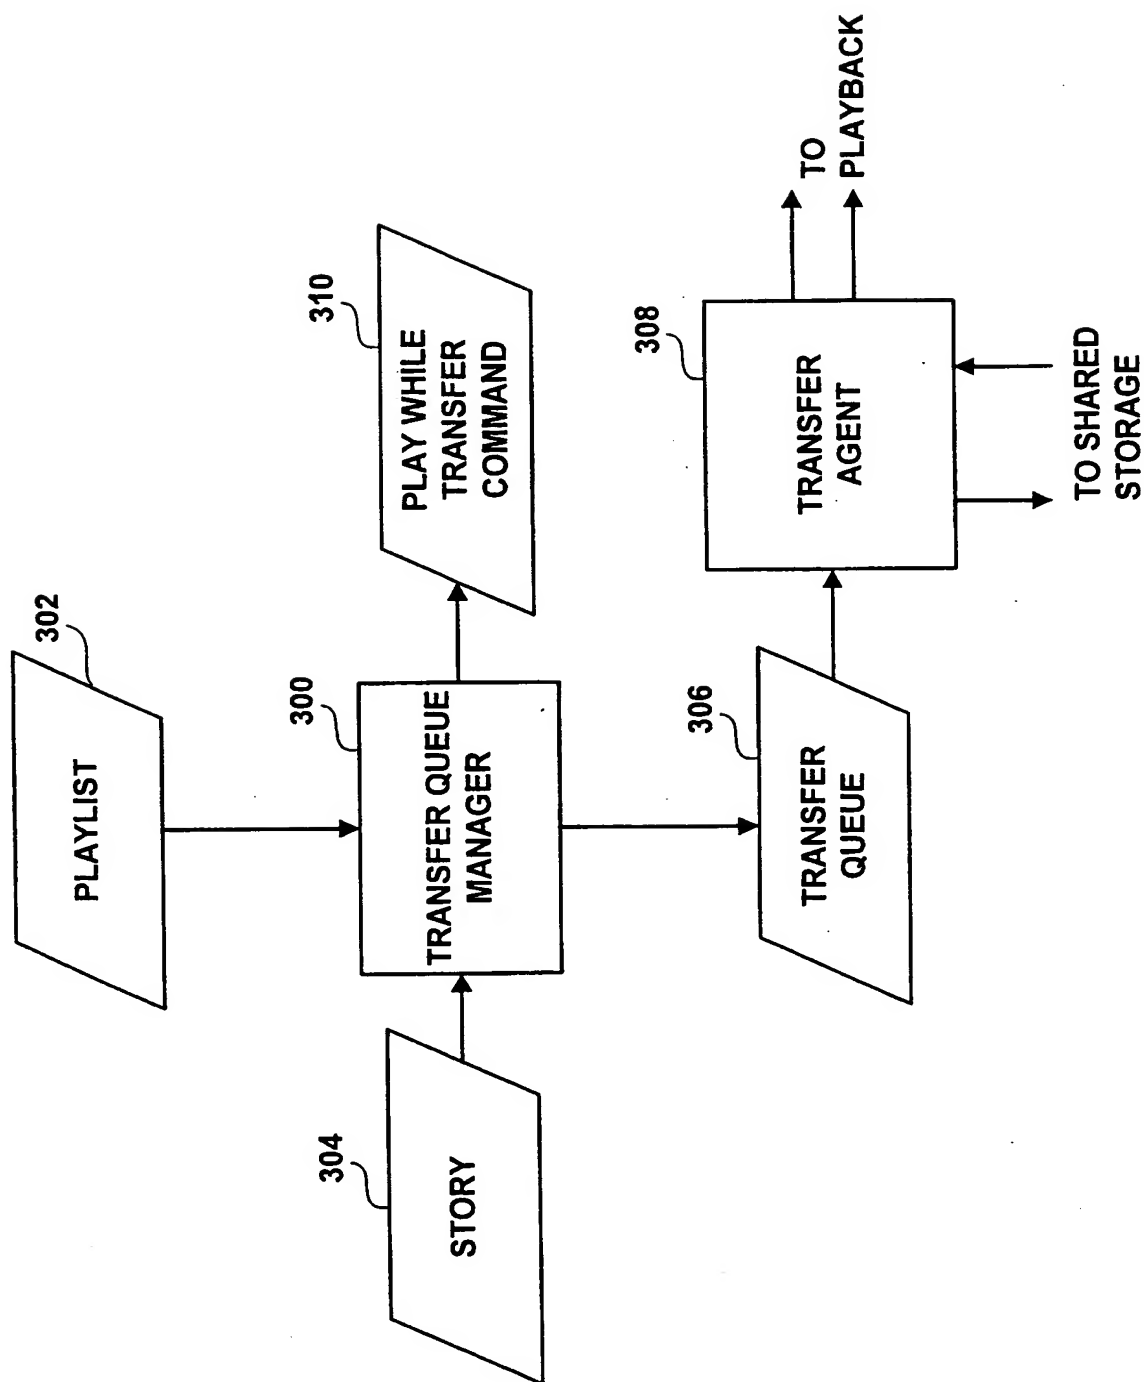 302
PLAYLIST
304
STORY
300
TRANSFER QUEUE
MANAGER
310
PLAY WHILE
TRANSFER
COMMAND
306
TRANSFER
QUEUE
308
TRANSFER
AGENT
TO
PLAYBACK
TO SHARED
STORAGE